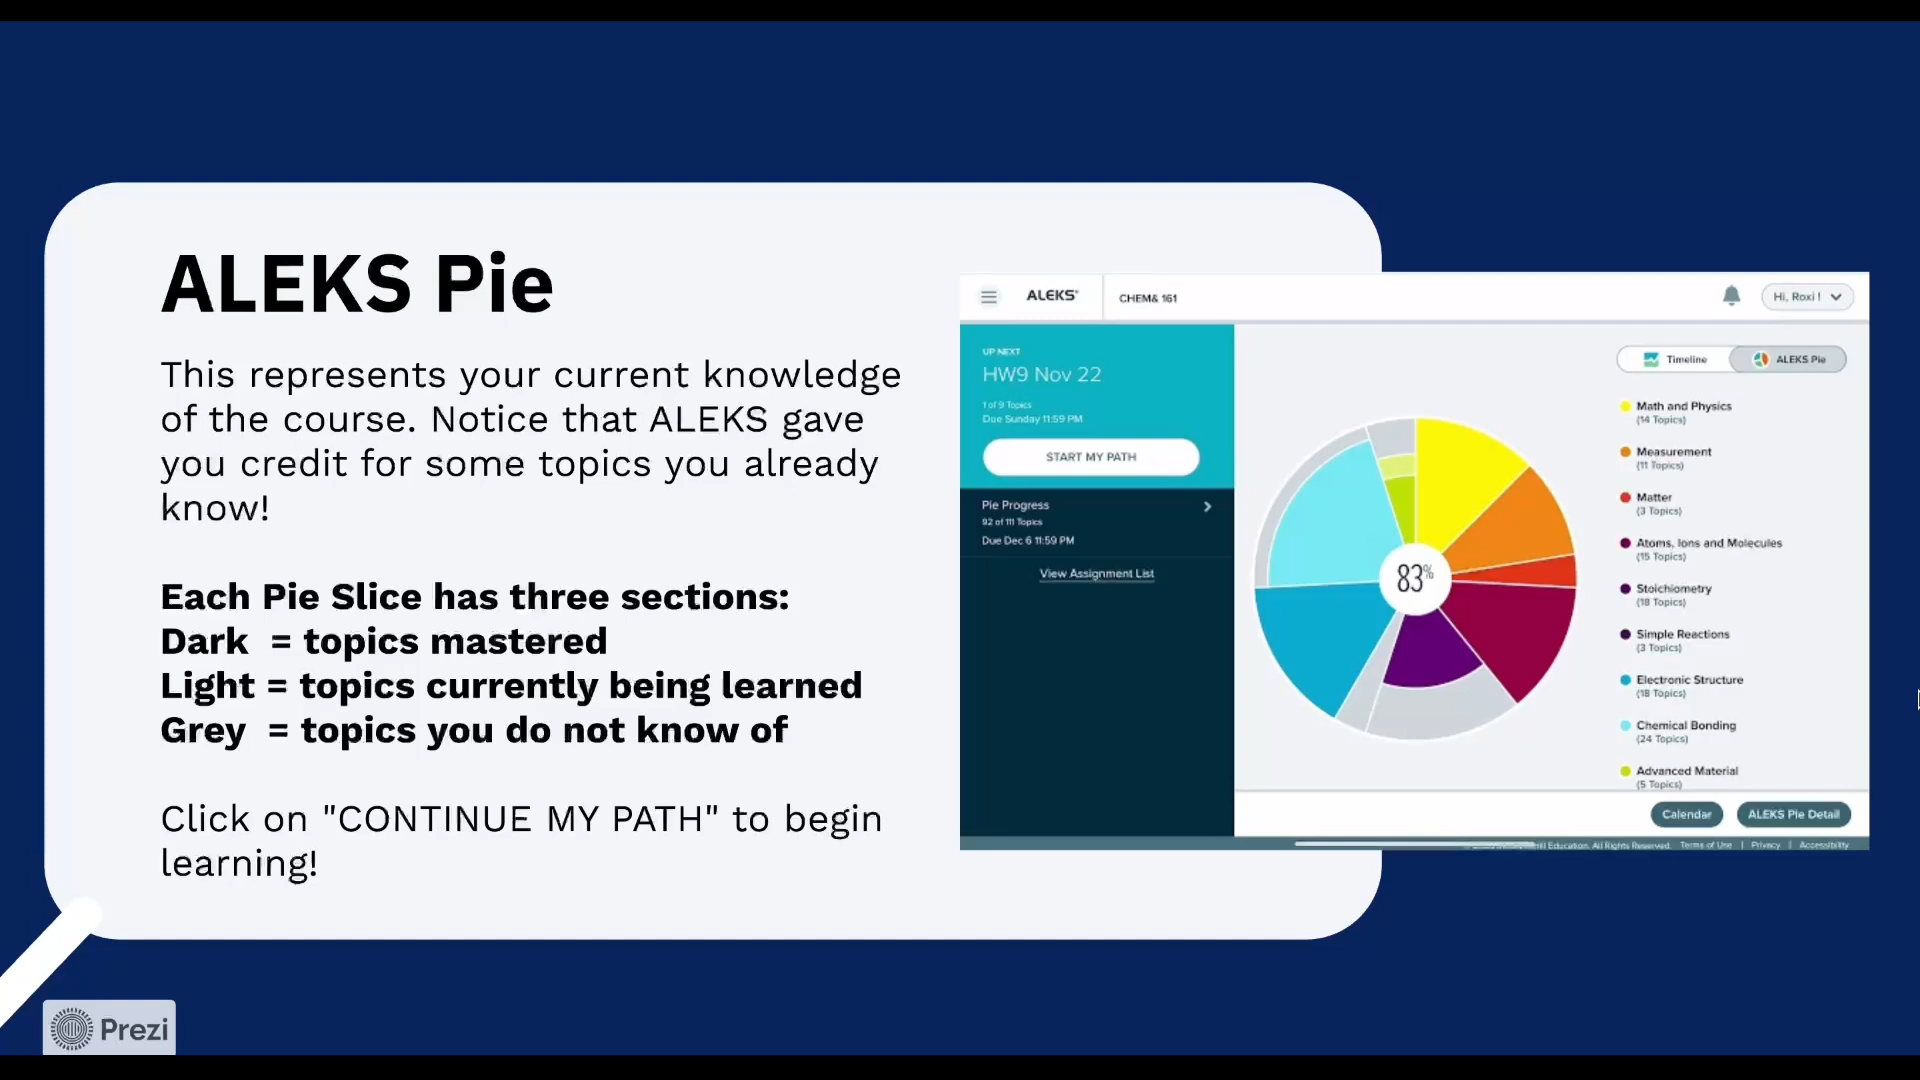 ALEKS Pie
This represents your current knowledge
of the course. Notice that ALEKS gave
you credit for some topics you already
know!
Each Pie Slice has three sections:
Dark = topics mastered
Light = topics currently being learned
Grey = topics you do not know of
Click on "CONTINUE MY PATH" to begin
learning!
ALEKS®
CHEM& 161
Hi, Roxi !
UP NEXT
HW9 Nov 22
1 of 9 Topics
Due Sunday 11:59 PM
START MY PATH
Pie Progress
92 of 111 Topics
Due Dec 6 11:59 PM
View Assignment List
83%
Timeline
ALEKS Pie
Math and Physics
(14 Topics)
Measurement
(11 Topics)
Matter
(3 Topics)
Atoms, Ions and Molecules
(15 Topics)
Stoichiometry
(18 Topics)
Simple Reactions
(3 Topics)
Electronic Structure
(18 Topics)
Chemical Bonding
(24 Topics)
Advanced Material
(5 Topics)
Calendar
ALEKS Pie Detail
Education. All Rights Reserved. Terms of Use | Privacy | Accessibility
Prezi